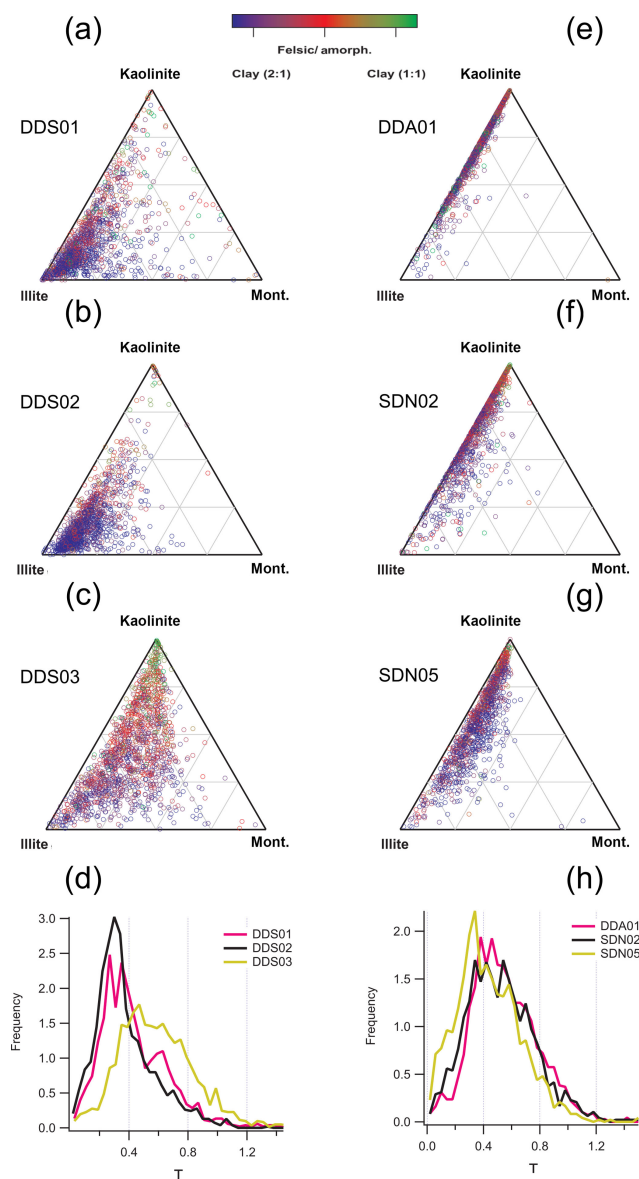 (a)
(e)
Felsic/ amorph.
Clay (2:1)
Clay (1:1)
Kaolinite
DDS01
Illite
Mont.
Kaolinite
DDA01
Illite
Mont.
(b)
(f)
Kaolinite
DDS02
Illite
Mont.
Kaolinite
SDN02
Illite
Mont.
(c)
(g)
Kaolinite
DDS03
Illite
Mont.
Kaolinite
SDN05
Illite
Mont.
(d)
3.0
2.5
2.0
1.5
1.0
0.5
0.0
Frequency
DDS01
DDS02
DDS03
0.4
0.8
1.2
T
(h)
2.0
1.5
1.0
0.5
0.0
Frequency
DDA01
SDN02
SDN05
0.0
0.4
0.8
1.2
T